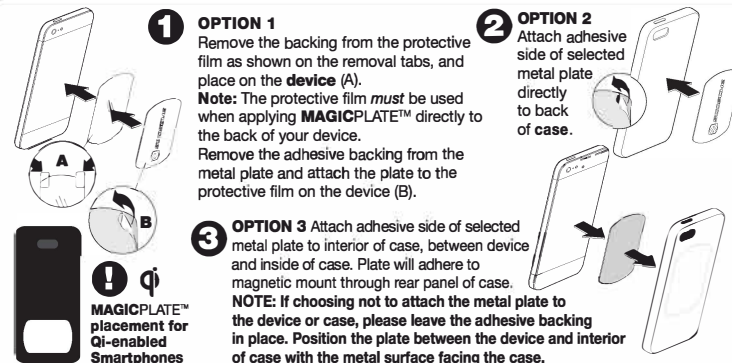 1
OPTION 1
Remove the backing from the protective
film as shown on the removal tabs, and
place on the device (A).
Note: The protective film must be used
when applying MAGICPLATE™ directly to
the back of your device.
Remove the adhesive backing from the
metal plate and attach the plate to the
protective film on the device (B).
A
B
2
OPTION 2
Attach adhesive
side of selected
metal plate
directly
to back
of case.
3
OPTION 3 Attach adhesive side of selected
metal plate to interior of case, between device
and inside of case. Plate will adhere to
magnetic mount through rear panel of case.
NOTE: If choosing not to attach the metal plate to
the device or case, please leave the adhesive backing
in place. Position the plate between the device and interior
of case with the metal surface facing the case.
!
qi
MAGICPLATE™
placement for
Qi-enabled
Smartphones